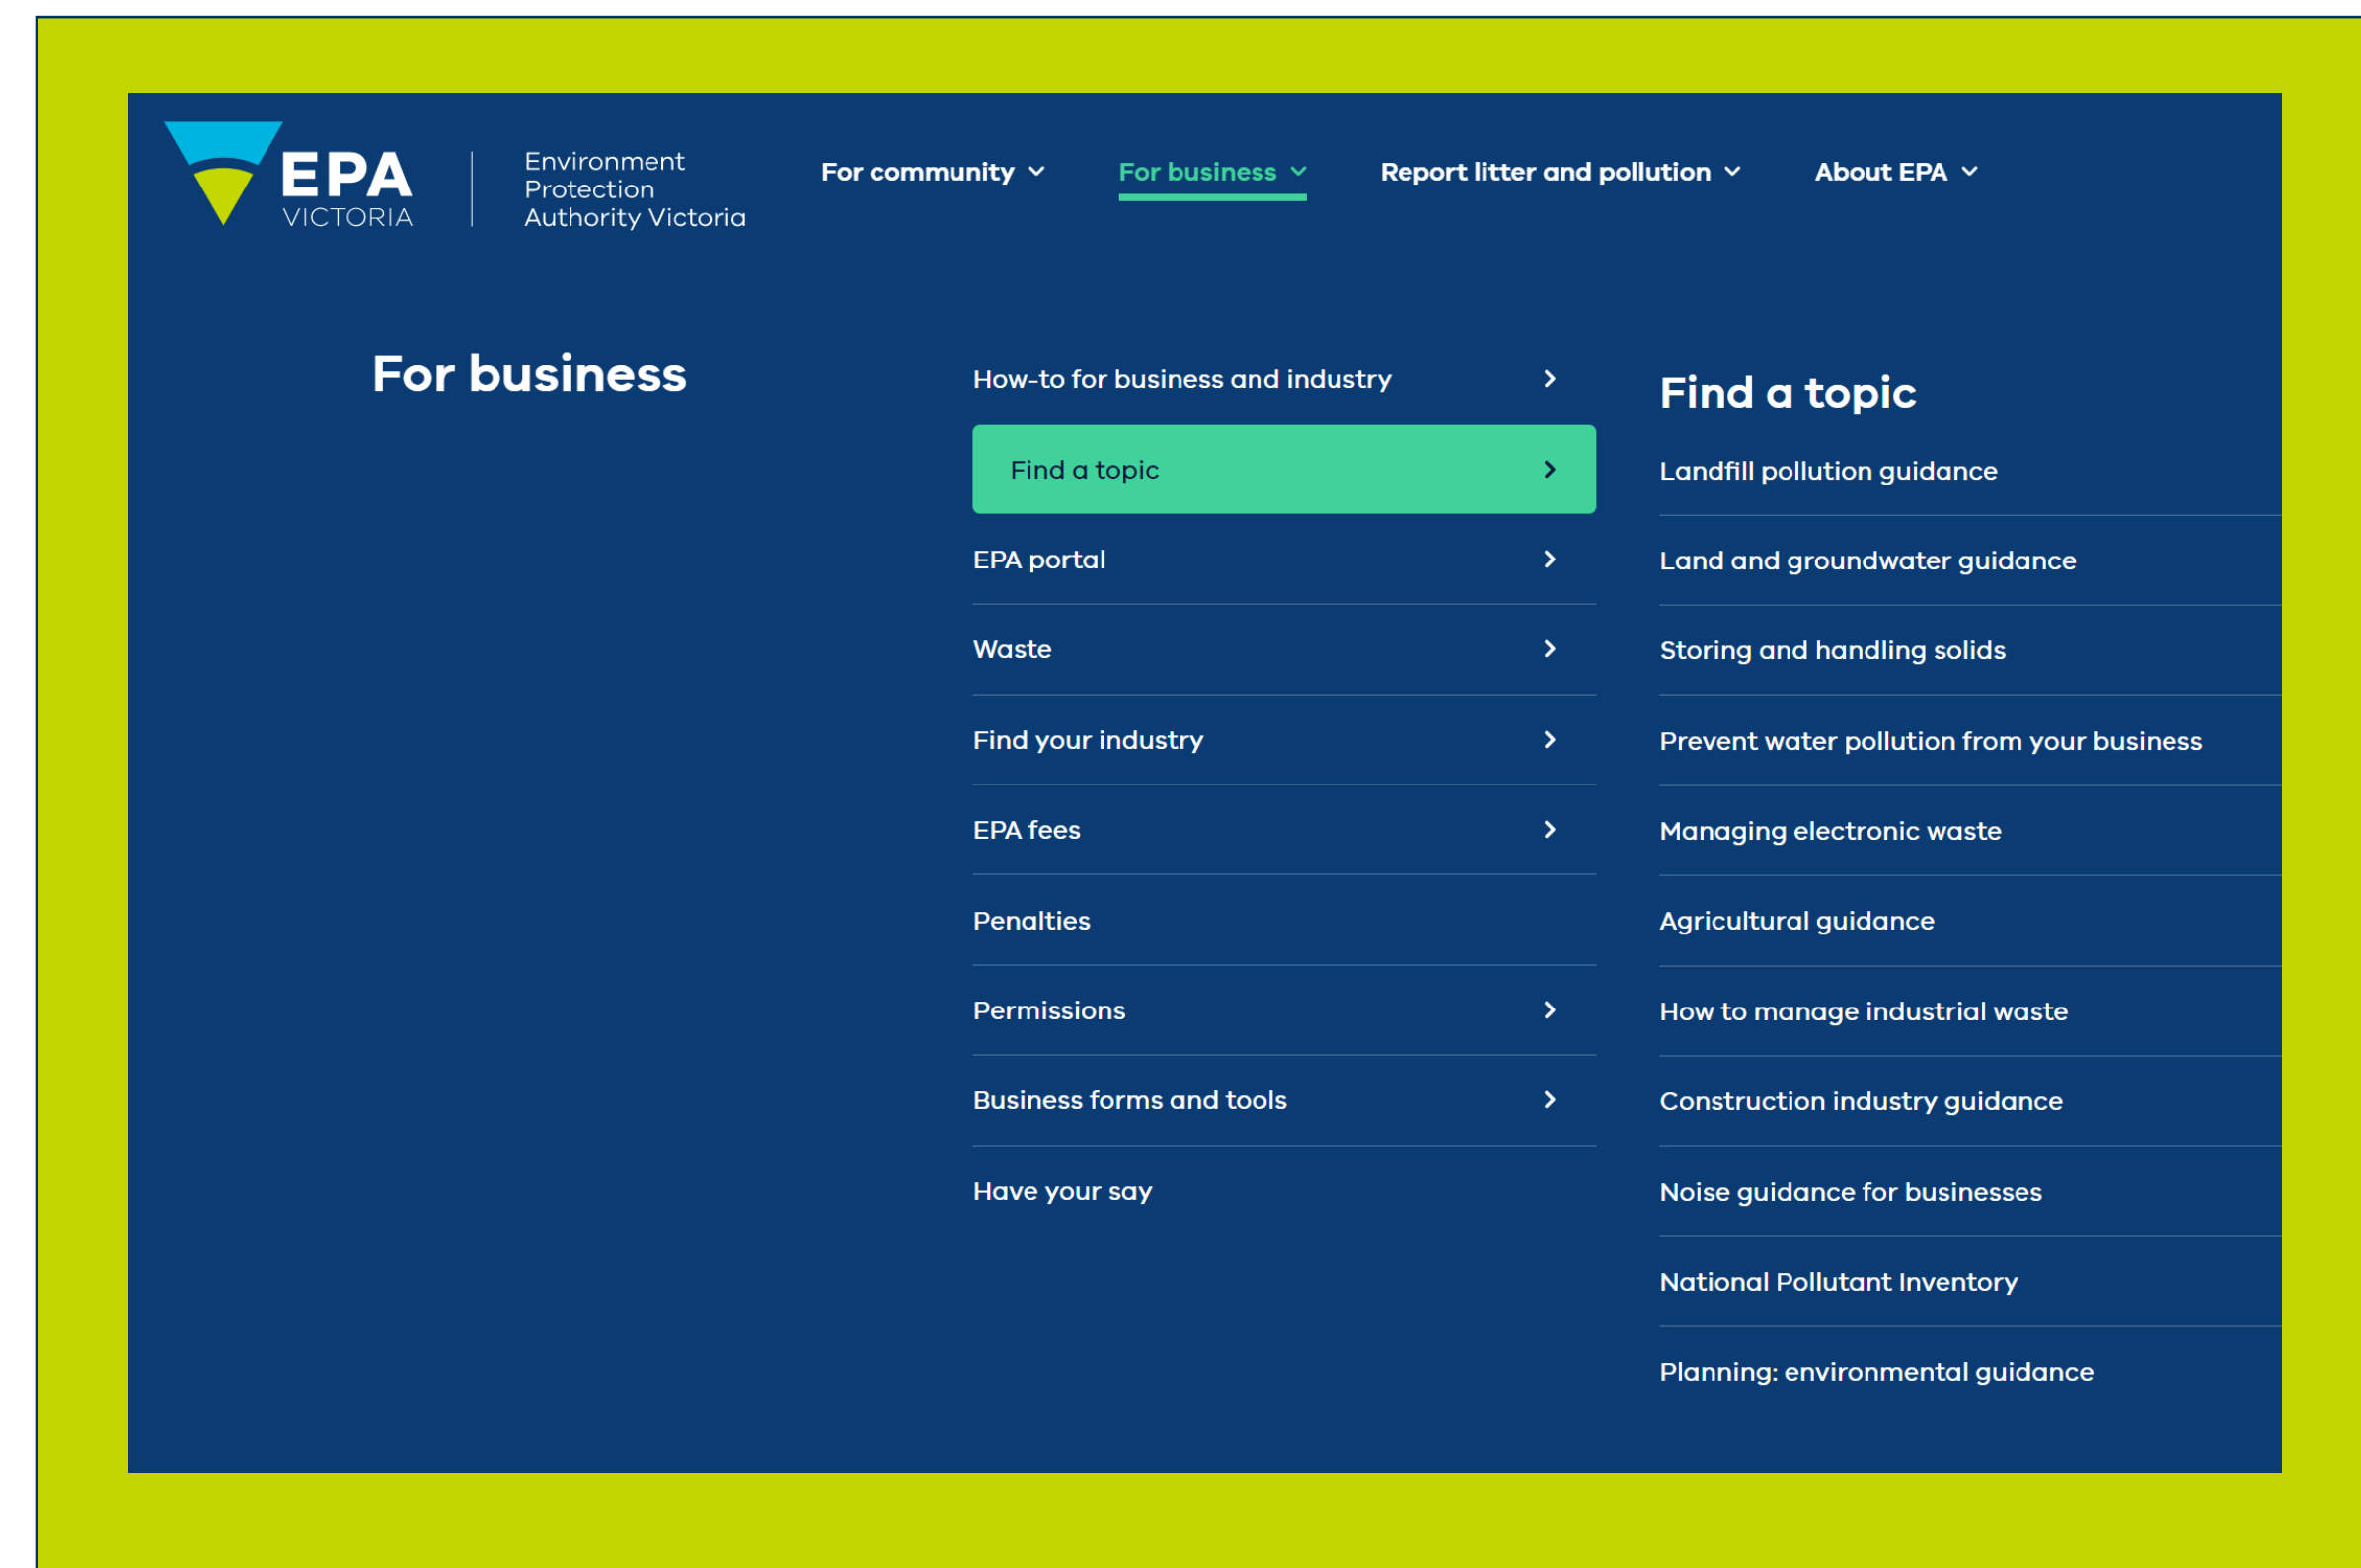 EPA
VICTORIA
Environment
Protection
Authority Victoria
For community
For business
Report litter and pollution
About EPA
For business
How-to for business and industry
Find a topic
EPA portal
Waste
Find your industry
EPA fees
Penalties
Permissions
Business forms and tools
Have your say
Find a topic
Landfill pollution guidance
Land and groundwater guidance
Storing and handling solids
Prevent water pollution from your business
Managing electronic waste
Agricultural guidance
How to manage industrial waste
Construction industry guidance
Noise guidance for businesses
National Pollutant Inventory
Planning: environmental guidance